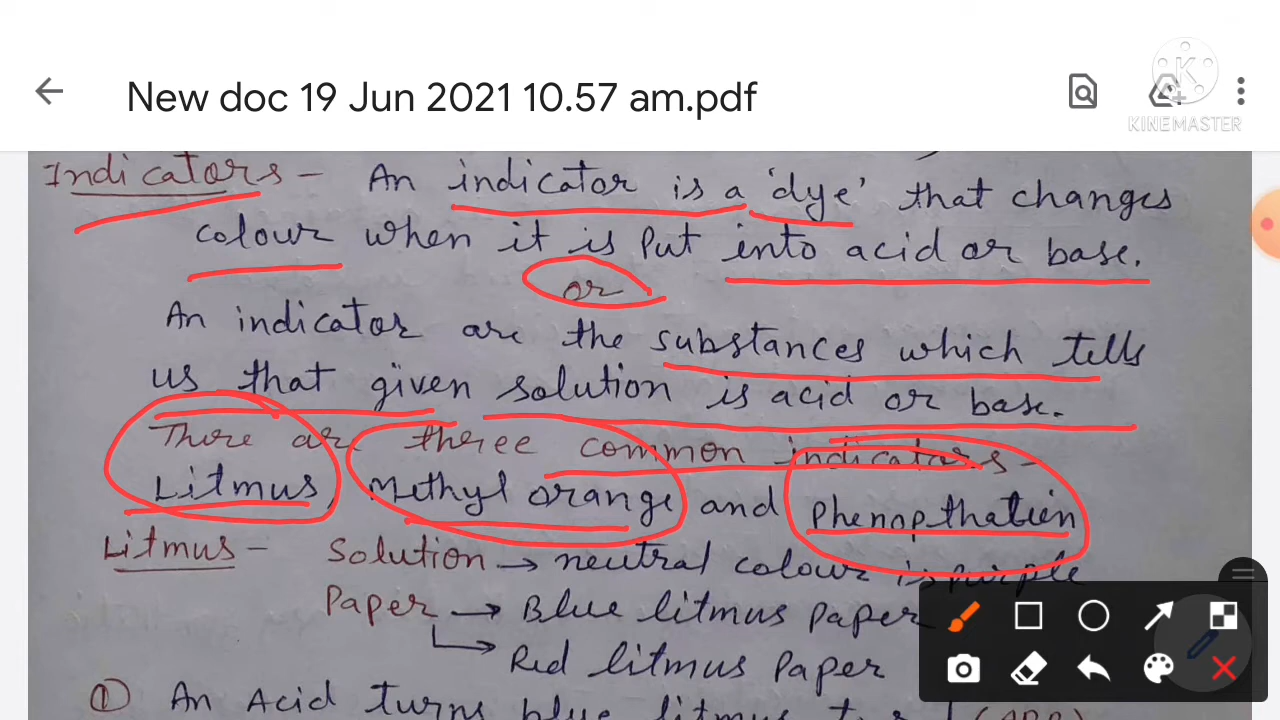 New doc 19 Jun 2021 10.57 am.pdf
KINEMASTER
Indicators - An indicator is a 'dye' that changes
colour when it is put into acid or base.
or
An indicator are the substances which tells
us that given solution is acid or base.
There are three common indicators -
Litmus, Methyl orange and Phenopthalien
Litmus - Solution → neutral colour is purple
Paper → Blue litmus paper
→ Red litmus paper
① An Acid turns blue litmus